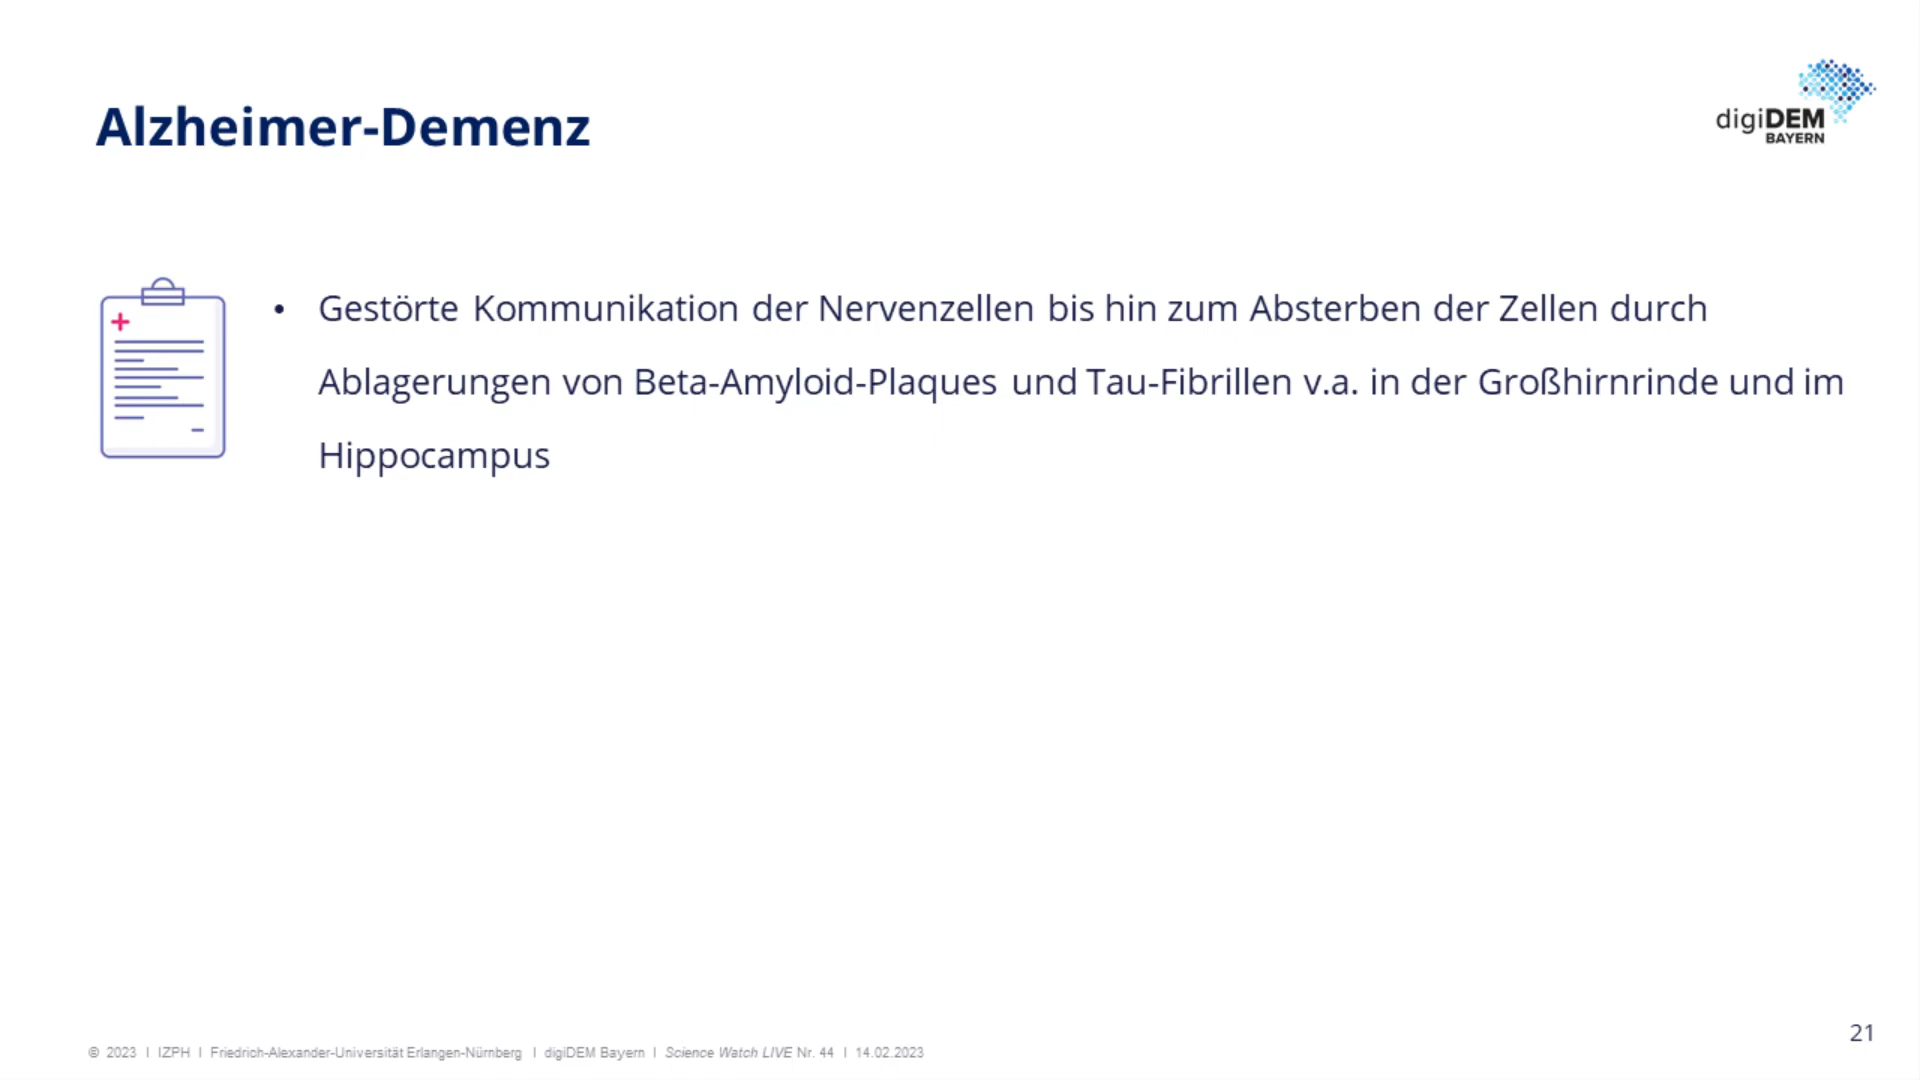 Alzheimer-Demenz
digiDEM
BAYERN
• Gestörte Kommunikation der Nervenzellen bis hin zum Absterben der Zellen durch
Ablagerungen von Beta-Amyloid-Plaques und Tau-Fibrillen v.a. in der Großhirnrinde und im
Hippocampus
21
© 2023 I IZPH I Friedrich-Alexander-Universität Erlangen-Nürnberg I digiDEM Bayern I Science Watch LIVE Nr. 44 I 14.02.2023